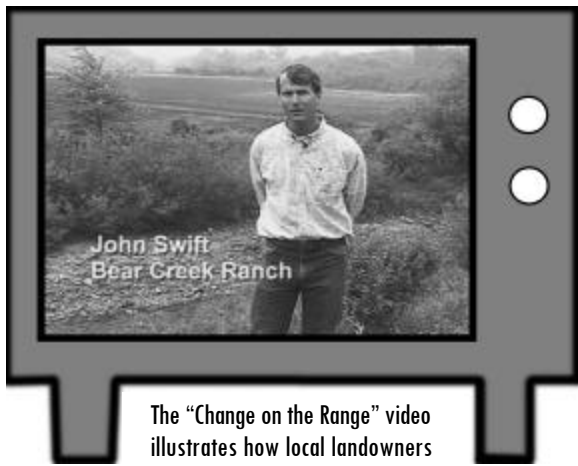 John Swift
Bear Creek Ranch
The “Change on the Range” video
illustrates how local landowners